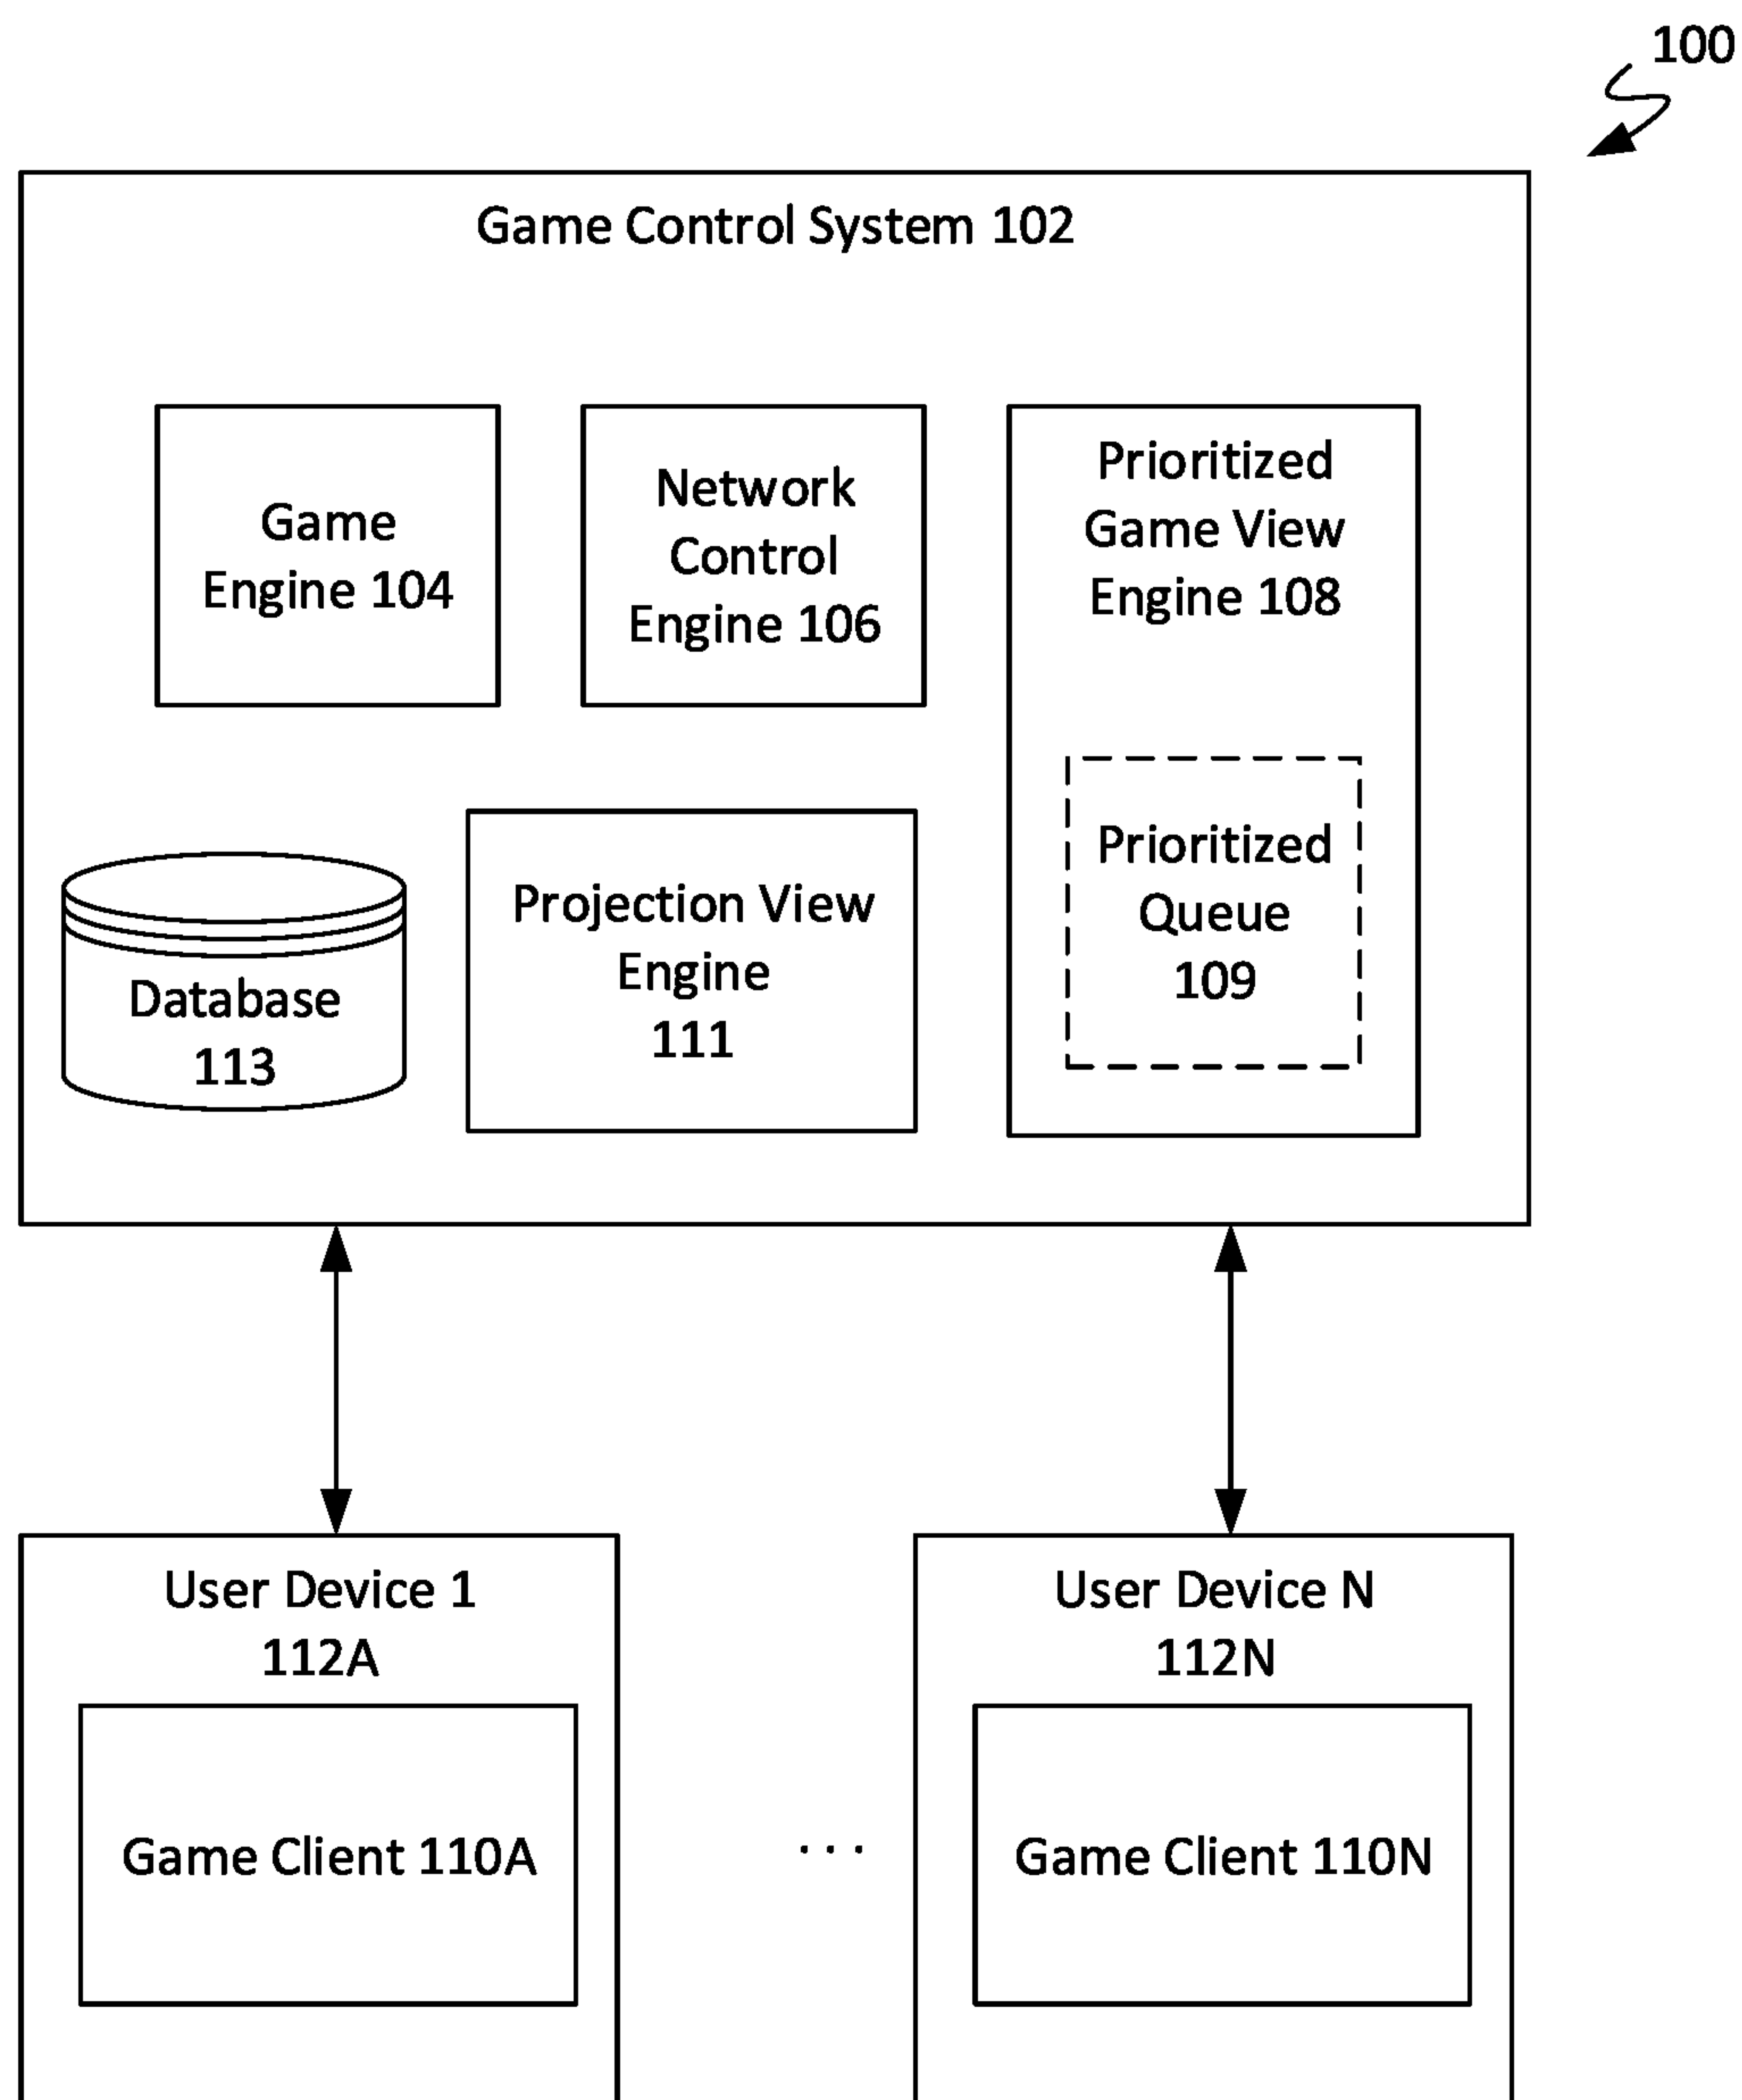 100
Game Control System 102
Game
Engine 104
Network
Control
Engine 106
Prioritized
Game View
Engine 108
Prioritized
Queue
109
Projection View
Engine
111
Database
113
User Device 1
112A
Game Client 110A
. . .
User Device N
112N
Game Client 110N